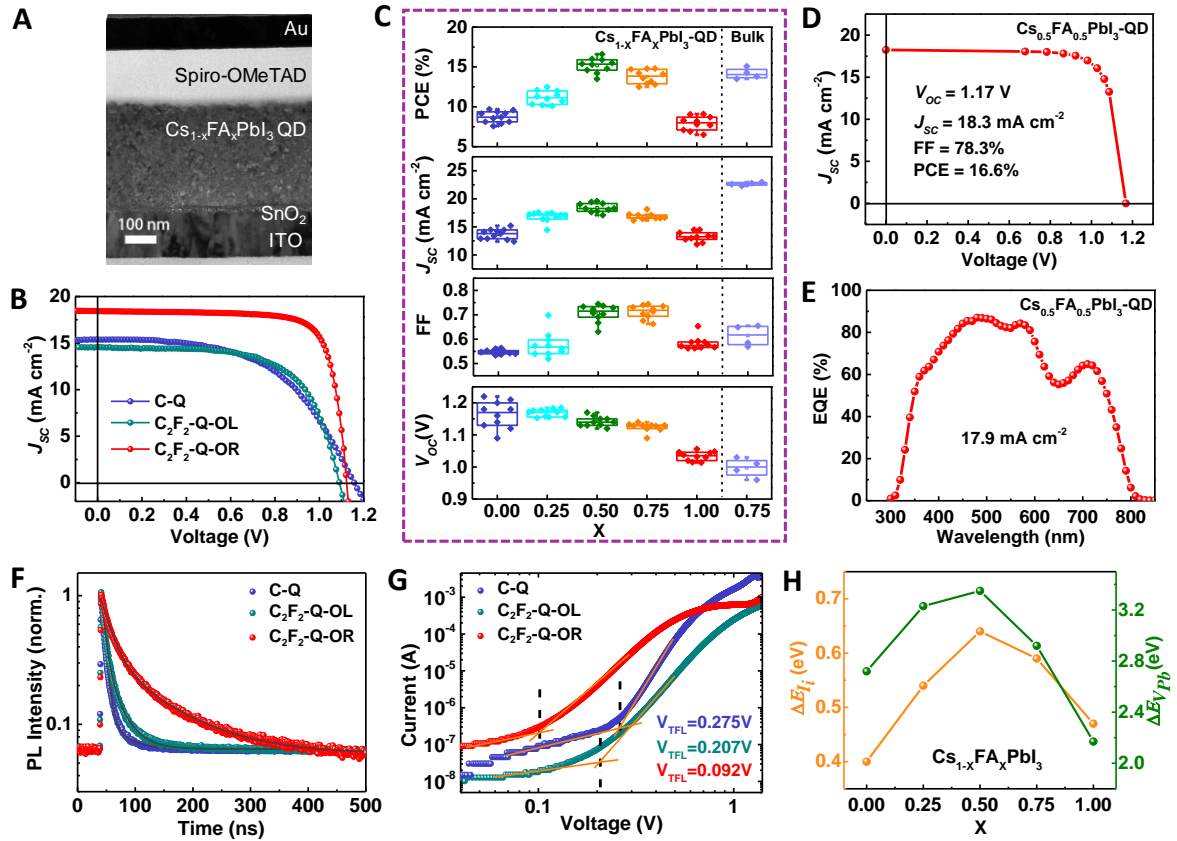 A
Au
Spiro-OMeTAD
Cs1-xFAxPbI3 QD
SnO2
100 nm
ITO
B
20
15
10
5
0
JSC (mA cm-2)
C-Q
C2F2-Q-OL
C2F2-Q-OR
0.0 0.2 0.4 0.6 0.8 1.0 1.2
Voltage (V)
C
Cs1-XFAXPbI3-QD
Bulk
PCE (%)
15
10
5
JSC (mA cm-2)
25
20
15
10
FF
0.8
0.7
0.6
0.5
VOC(V)
1.2
1.1
1.0
0.9
0.00 0.25 0.50 0.75 1.00 0.75
X
D
Cs0.5FA0.5PbI3-QD
JSC (mA cm-2)
20
15
10
5
0
VOC = 1.17 V
JSC = 18.3 mA cm-2
FF = 78.3%
PCE = 16.6%
0.0 0.2 0.4 0.6 0.8 1.0 1.2
Voltage (V)
E
Cs0.5FA0.5PbI3-QD
EQE (%)
100
80
60
40
20
0
17.9 mA cm-2
300 400 500 600 700 800
Wavelength (nm)
F
PL Intensity (norm.)
1
0.1
C-Q
C2F2-Q-OL
C2F2-Q-OR
0 100 200 300 400 500
Time (ns)
G
Current (A)
10-3
10-4
10-5
10-6
10-7
10-8
C-Q
C2F2-Q-OL
C2F2-Q-OR
VTFL=0.275V
VTFL=0.207V
VTFL=0.092V
0.1 1
Voltage (V)
H
ΔEIi (eV)
0.7
0.6
0.5
0.4
Cs1-XFAXPbI3
3.6
3.2
2.8
2.4
2.0
ΔEVPb(eV)
0.00 0.25 0.50 0.75 1.00
X